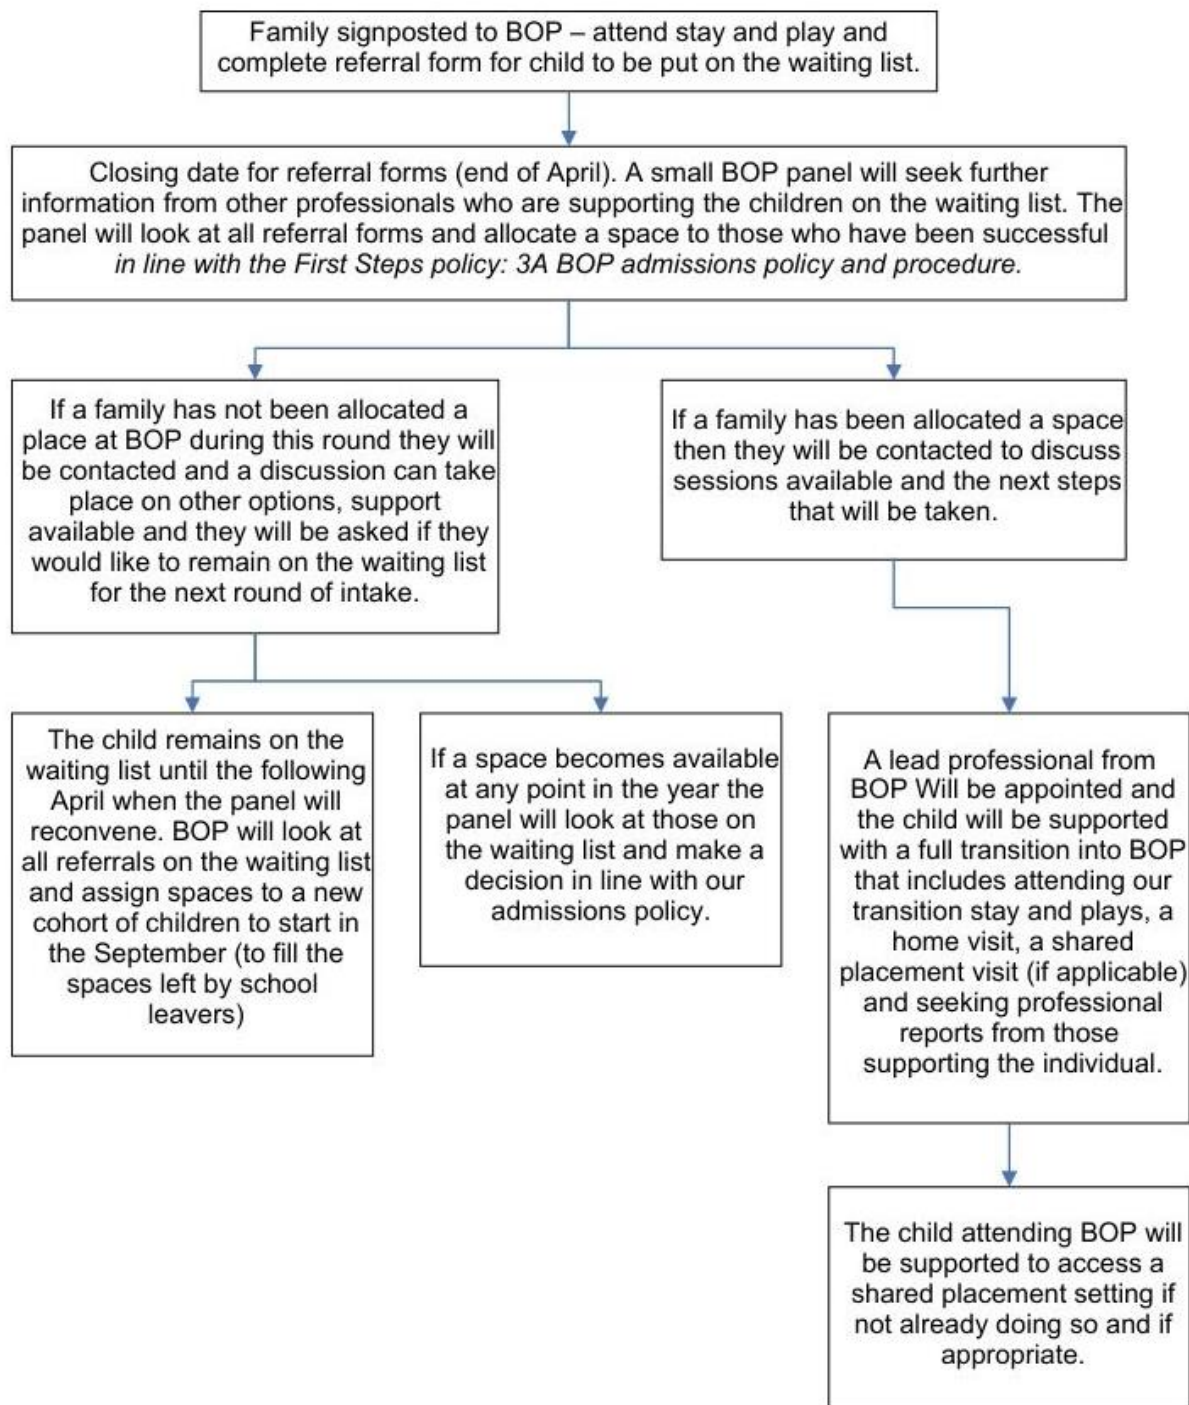 Family signposted to BOP – attend stay and play and
complete referral form for child to be put on the waiting list.
Closing date for referral forms (end of April). A small BOP panel will seek further
information from other professionals who are supporting the children on the waiting list. The
panel will look at all referral forms and allocate a space to those who have been successful
in line with the First Steps policy: 3A BOP admissions policy and procedure.
If a family has not been allocated a
place at BOP during this round they will
be contacted and a discussion can take
place on other options, support
available and they will be asked if they
would like to remain on the waiting list
for the next round of intake.
If a family has been allocated a space
then they will be contacted to discuss
sessions available and the next steps
that will be taken.
The child remains on the
waiting list until the following
April when the panel will
reconvene. BOP will look at
all referrals on the waiting list
and assign spaces to a new
cohort of children to start in
the September (to fill the
spaces left by school
leavers)
If a space becomes available
at any point in the year the
panel will look at those on
the waiting list and make a
decision in line with our
admissions policy.
A lead professional from
BOP Will be appointed and
the child will be supported
with a full transition into BOP
that includes attending our
transition stay and plays, a
home visit, a shared
placement visit (if applicable)
and seeking professional
reports from those
supporting the individual.
The child attending BOP will
be supported to access a
shared placement setting if
not already doing so and if
appropriate.